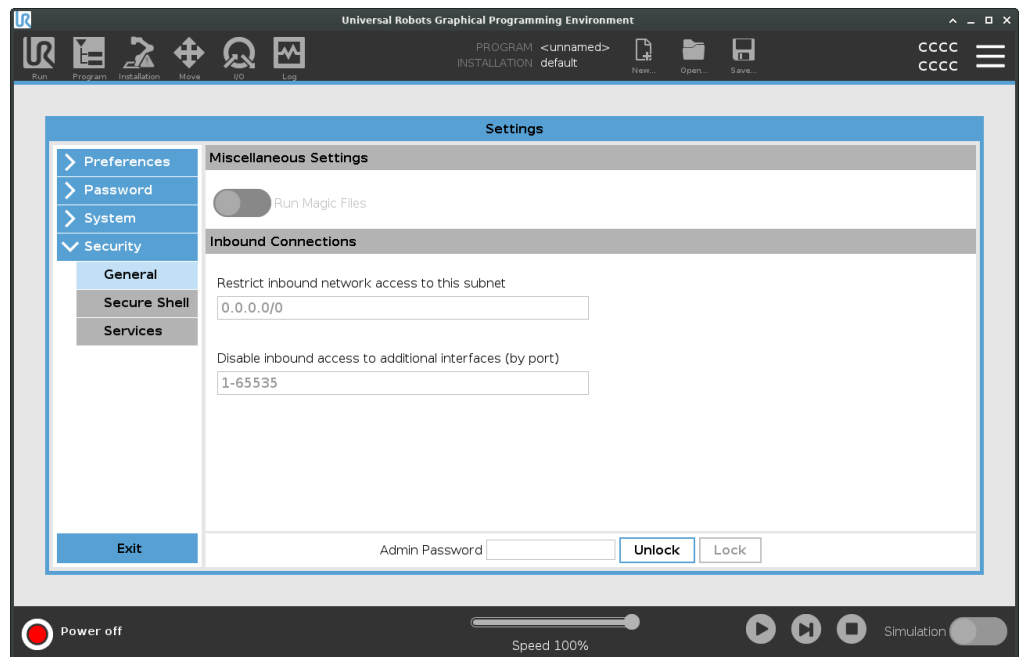 UR
Universal Robots Graphical Programming Environment
UR
Run
Program
Installation
Move
I/O
Log
PROGRAM <unnamed>
INSTALLATION default
New...
Open...
Save...
CCCC
CCCC
Settings
Preferences
Password
System
Security
General
Secure Shell
Services
Exit
Miscellaneous Settings
Run Magic Files
Inbound Connections
Restrict inbound network access to this subnet
0.0.0.0/0
Disable inbound access to additional interfaces (by port)
1-65535
Admin Password
Unlock
Lock
Power off
Speed 100%
Simulation